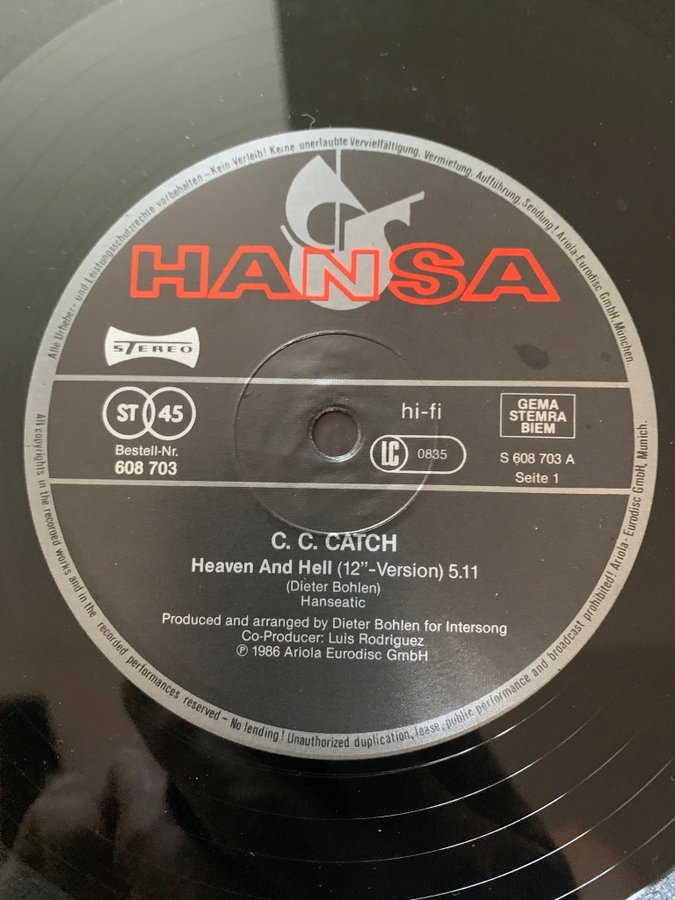 Alle Urheber- und Leistungsschutzrechte vorbehalten – Kein Verleih! Keine unerlaubte Vervielfältigung, Vermietung, Aufführung, Sendung! Ariola-Eurodisc GmbH, München.
HANSA
STEREO
ST 45
hi-fi
GEMA
STEMRA
BIEM
LC 0835
Bestell-Nr.
608 703
S 608 703 A
Seite 1
C. C. CATCH
Heaven And Hell (12”-Version) 5.11
(Dieter Bohlen)
Hanseatic
Produced and arranged by Dieter Bohlen for Intersong
Co-Producer: Luis Rodriguez
℗ 1986 Ariola Eurodisc GmbH
All copyrights in the recorded works and in the recorded performances reserved – No lending! Unauthorized duplication, lease, public performance and broadcast prohibited! Ariola-Eurodisc GmbH, Munich.